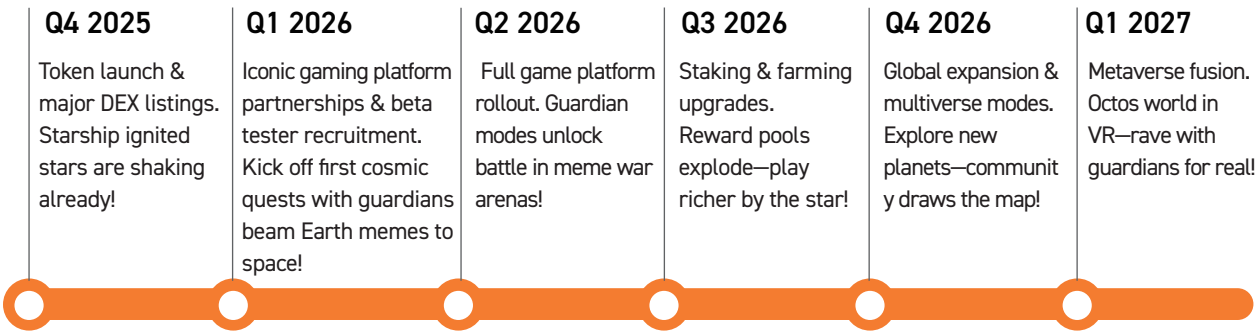 Q4 2025
Token launch &
major DEX listings.
Starship ignited
stars are shaking
already!
Q1 2026
Iconic gaming platform
partnerships & beta
tester recruitment.
Kick off first cosmic
quests with guardians
beam Earth memes to
space!
Q2 2026
Full game platform
rollout. Guardian
modes unlock
battle in meme war
arenas!
Q3 2026
Staking & farming
upgrades.
Reward pools
explode—play
richer by the star!
Q4 2026
Global expansion &
multiverse modes.
Explore new
planets—communit
y draws the map!
Q1 2027
Metaverse fusion.
Octos world in
VR—rave with
guardians for real!